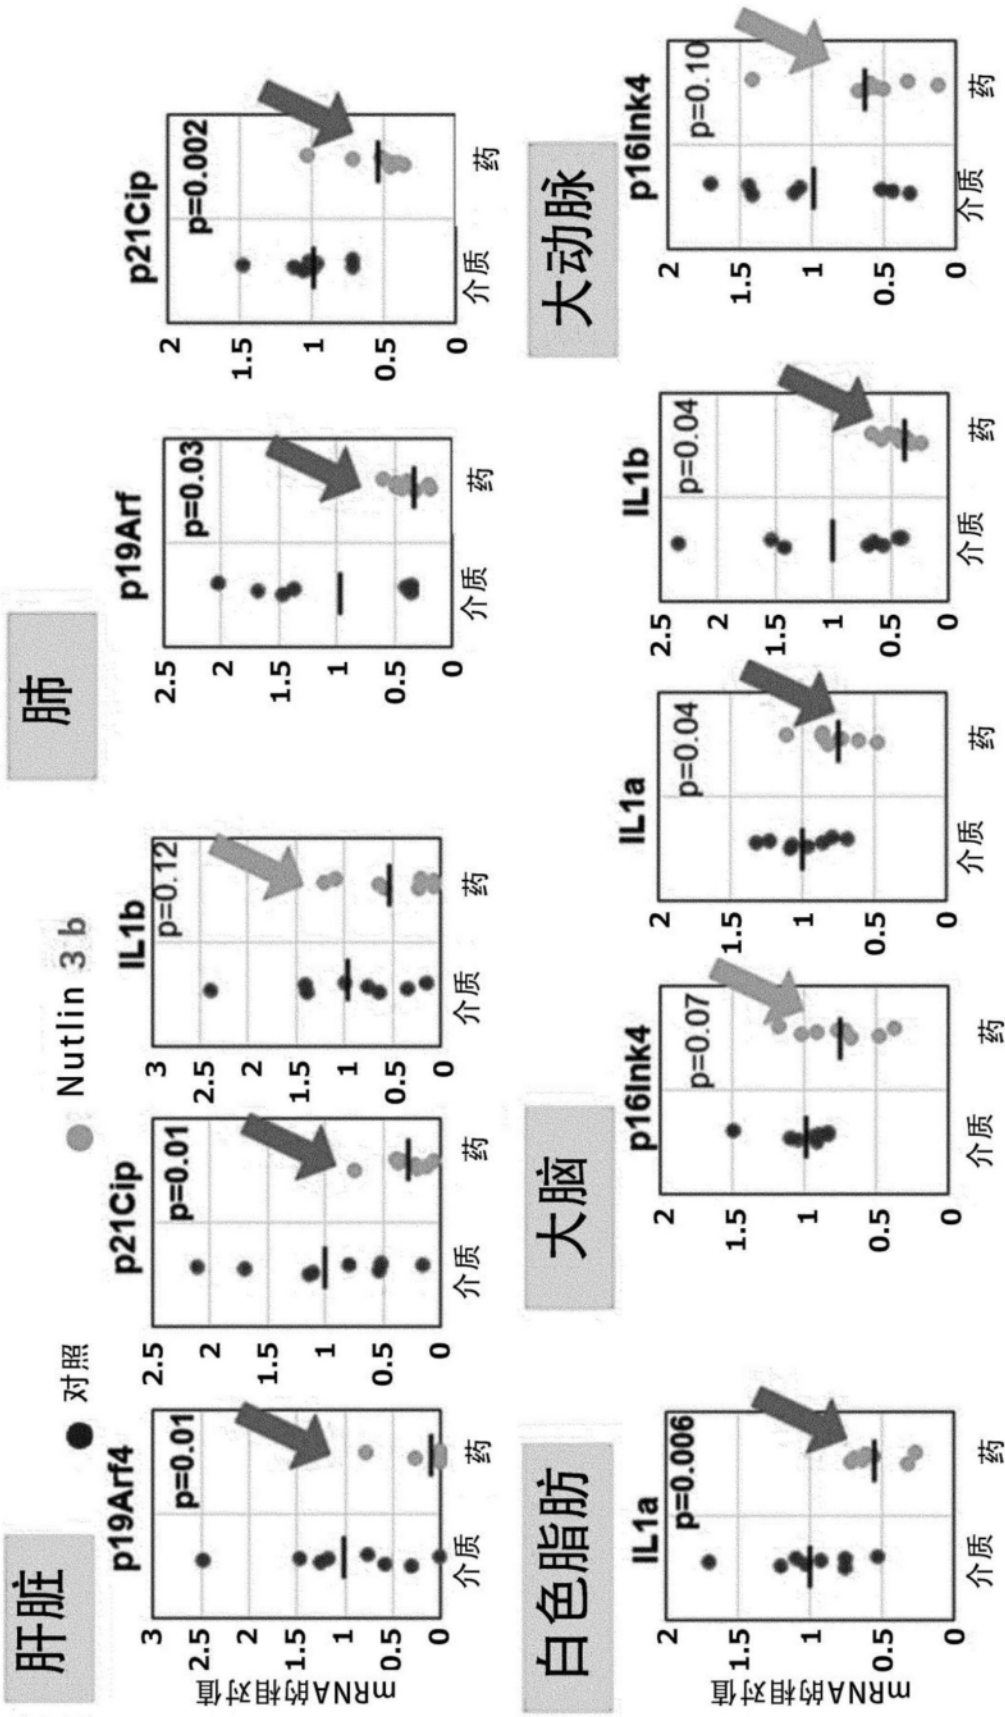 肝脏
● 对照
● Nutlin 3b
肺
p19Arf4
p=0.01
mRNA的相对值
3
2.5
2
1.5
1
0.5
0
介质
药
p21Cip
p=0.01
2.5
2
1.5
1
0.5
0
介质
药
IL1b
p=0.12
3
2.5
2
1.5
1
0.5
0
介质
药
p19Arf
p=0.03
2.5
2
1.5
1
0.5
0
介质
药
p21Cip
p=0.002
2
1.5
1
0.5
0
介质
药
白色脂肪
大脑
大动脉
IL1a
p=0.006
mRNA的相对值
2
1.5
1
0.5
0
介质
药
p16Ink4
p=0.07
2
1.5
1
0.5
0
介质
药
IL1a
p=0.04
2
1.5
1
0.5
0
介质
药
IL1b
p=0.04
2.5
2
1.5
1
0.5
0
介质
药
p16Ink4
p=0.10
2
1.5
1
0.5
0
介质
药